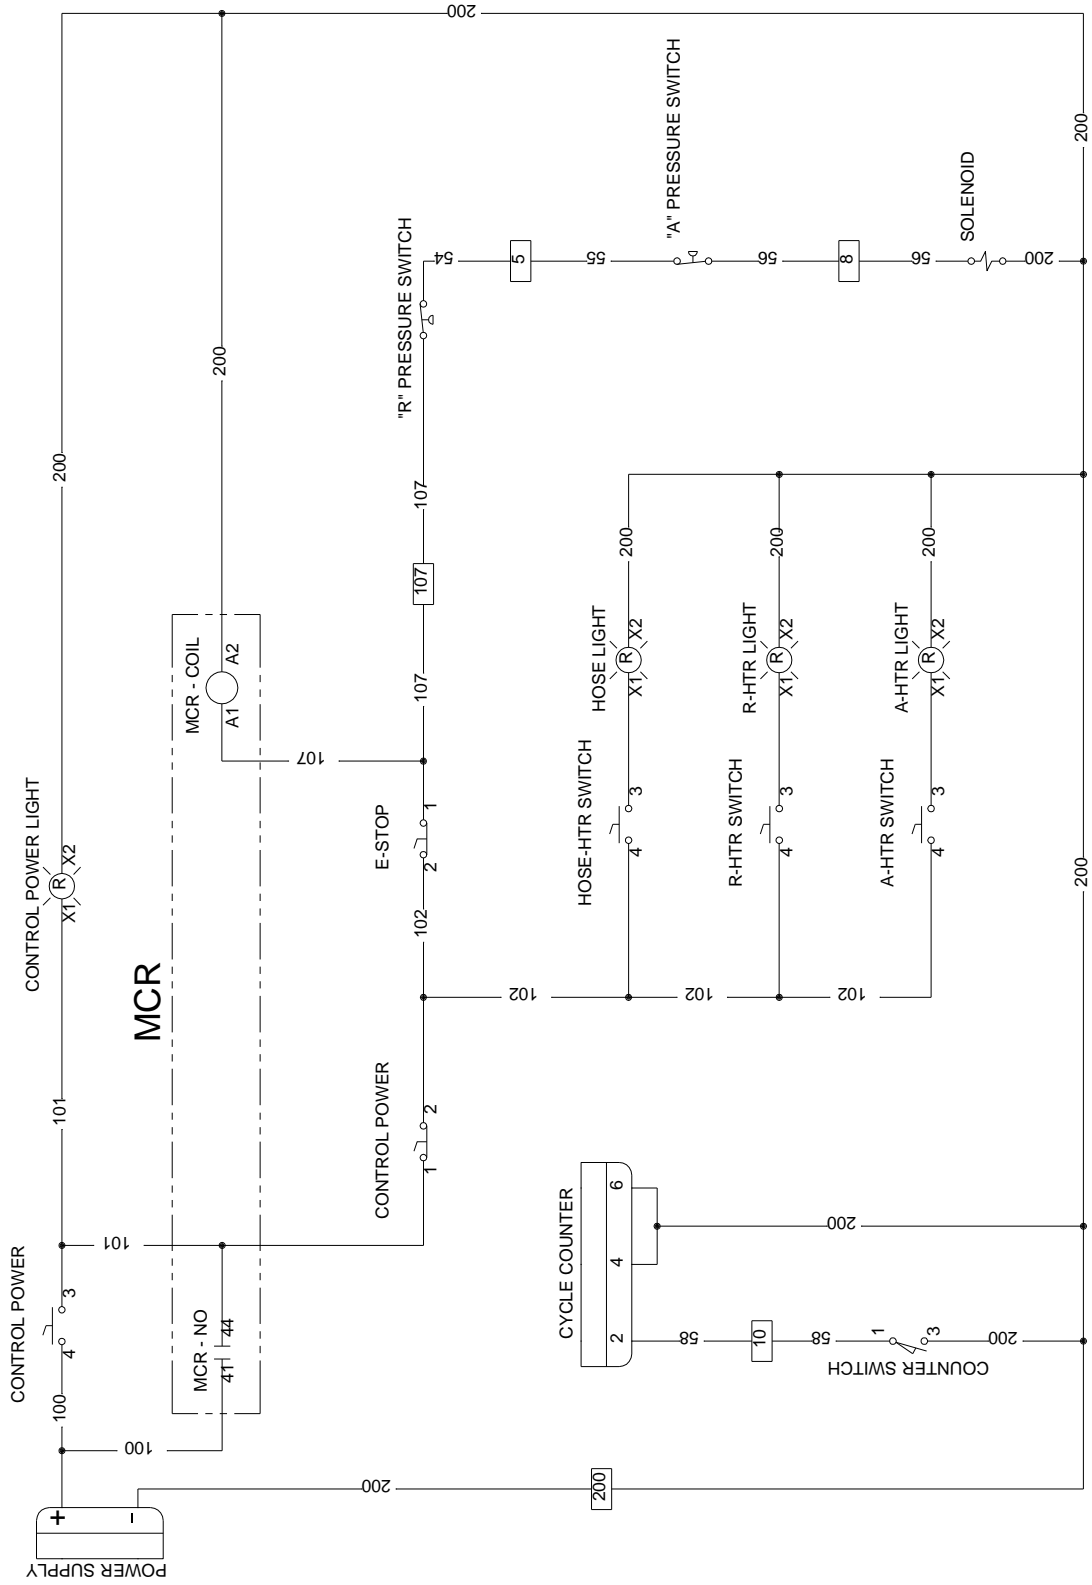 POWER SUPPLY
+
-
100
CONTROL POWER
4 3
101
CONTROL POWER LIGHT
X1 R X2
200
200
100
MCR
MCR - NO
41 44
101
MCR - COIL
A1 A2
200
107
CONTROL POWER
1 2
102
E-STOP
2 1
107
107
107
"R" PRESSURE SWITCH
54
5
55
"A" PRESSURE SWITCH
56
8
56
SOLENOID
200
200
102
HOSE-HTR SWITCH
4 3
HOSE LIGHT
X1 R X2
200
102
R-HTR SWITCH
4 3
R-HTR LIGHT
X1 R X2
200
102
A-HTR SWITCH
4 3
A-HTR LIGHT
X1 R X2
200
CYCLE COUNTER
2 4 6
58
10
58
COUNTER SWITCH
1
3
200
200
200
200
200